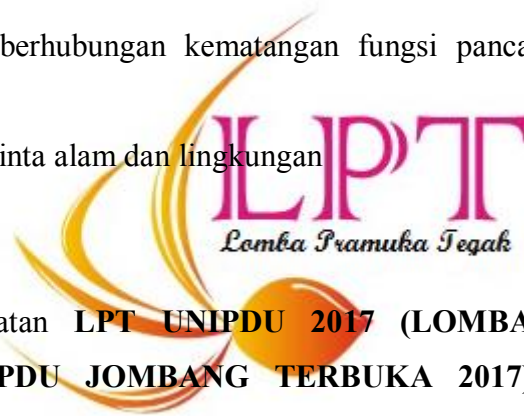 berhubungan kematangan fungsi panca
inta alam dan lingkungan
LPT
Lomba Pramuka Tegak
atan LPT UNIPDU 2017 (LOMBA
PDU JOMBANG TERBUKA 2017)